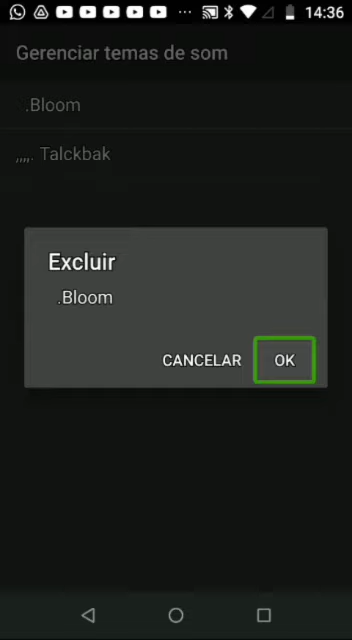 14:36
Gerenciar temas de som
.Bloom
,,,,. Talckbak
Excluir
.Bloom
CANCELAR
OK